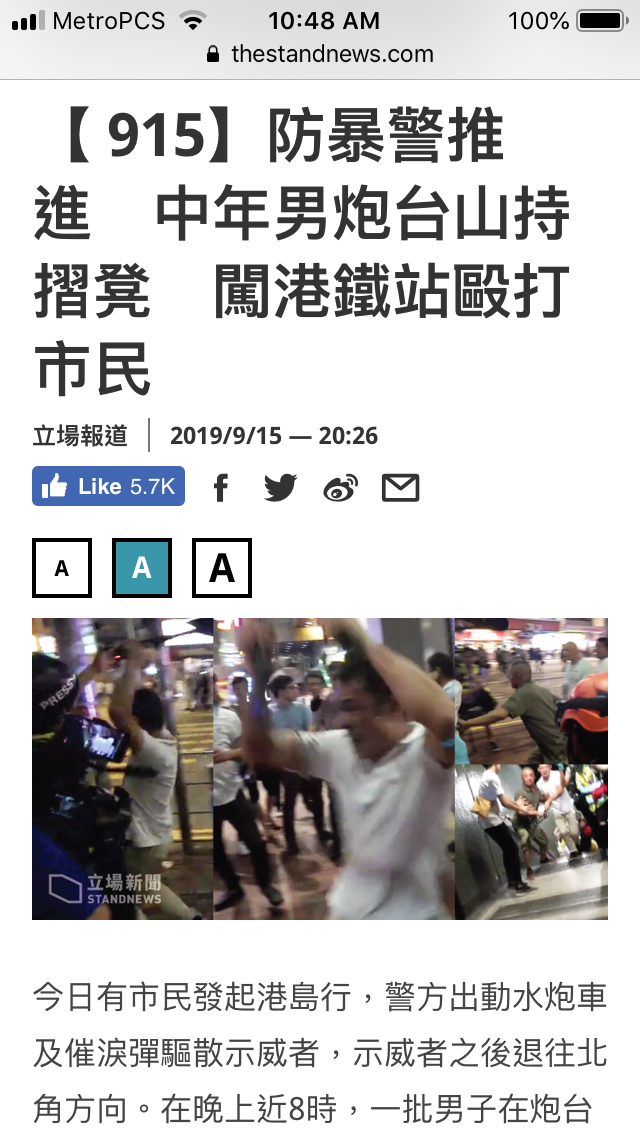 MetroPCS 10:48 AM 100%
thestandnews.com
【 915】防暴警推
進　中年男炮台山持
摺凳　闖港鐵站毆打
市民
立場報道 | 2019/9/15 — 20:26
Like 5.7K
A A A
PRESS
立場新聞
STANDNEWS
今日有市民發起港島行，警方出動水炮車
及催淚彈驅散示威者，示威者之後退往北
角方向。在晚上近8時，一批男子在炮台